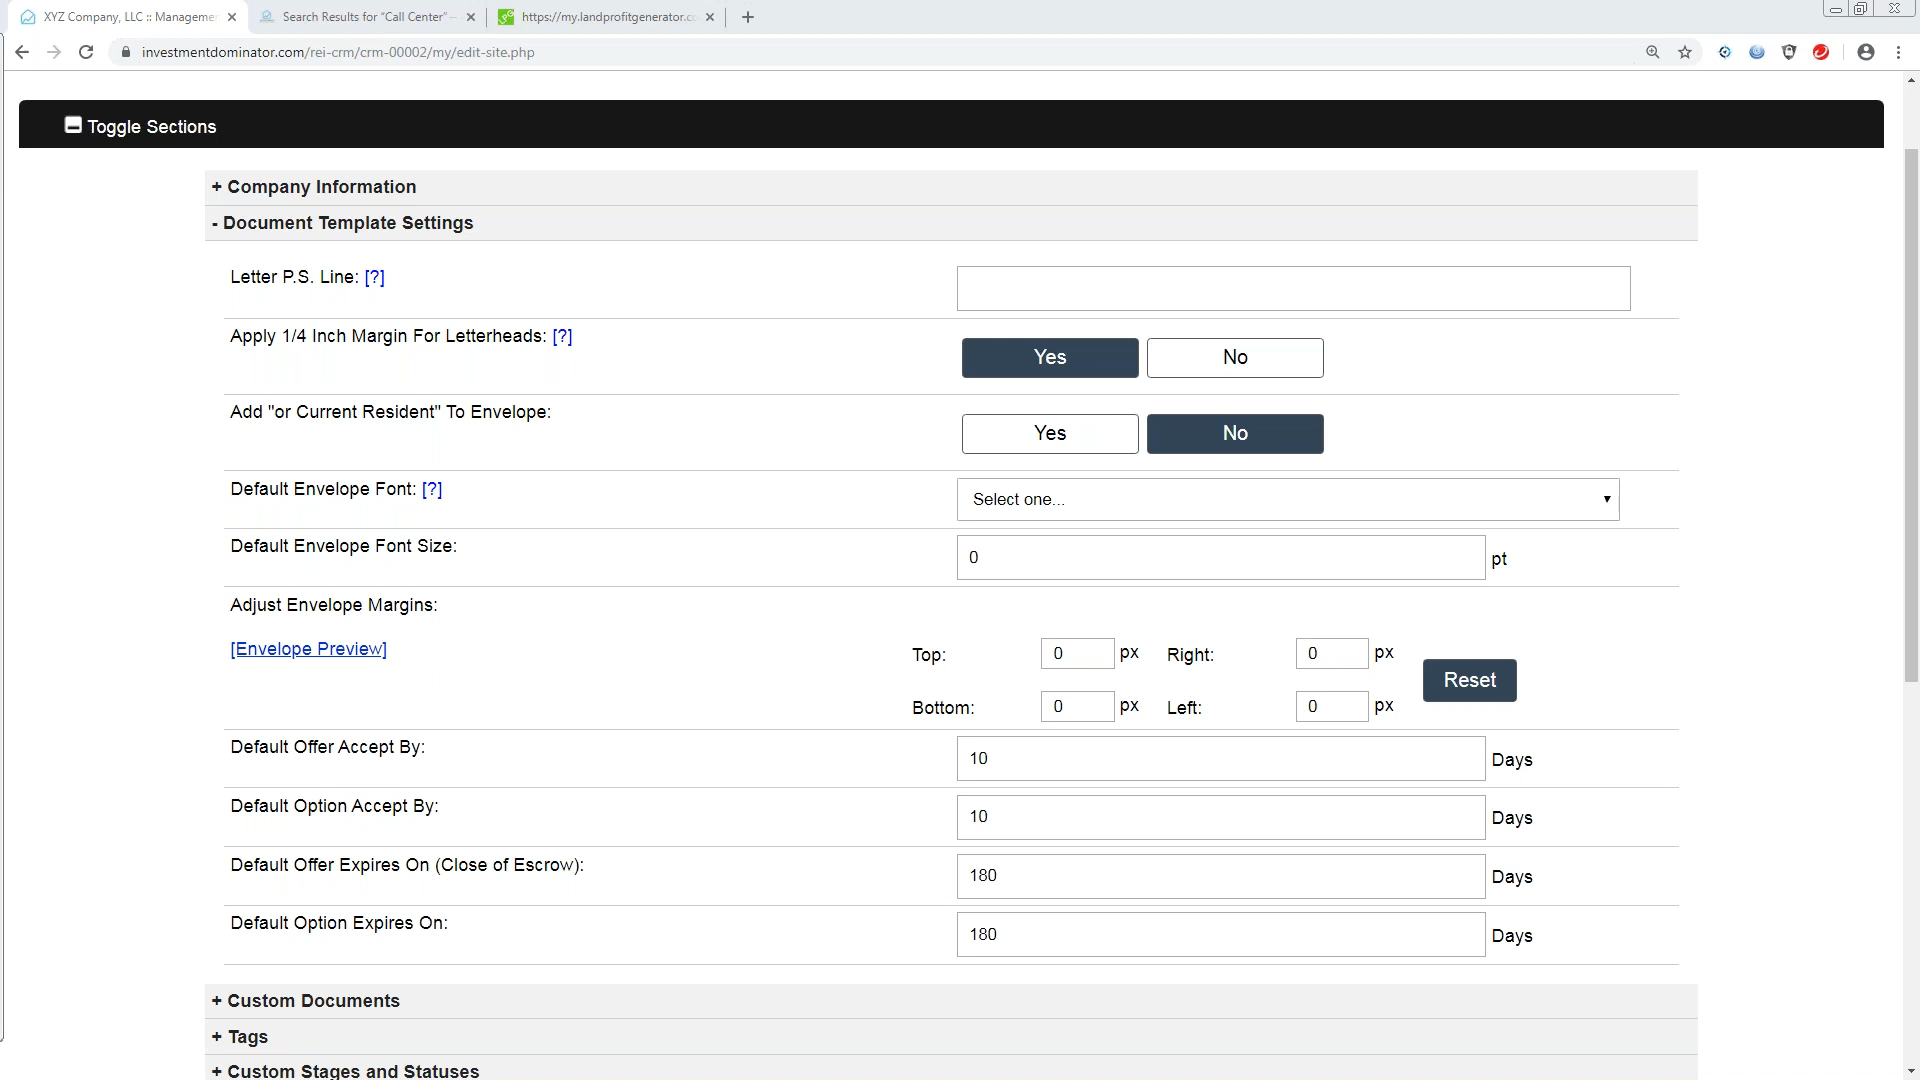 XYZ Company, LLC :: Managemen
Search Results for "Call Center" –
https://my.landprofitgenerator.co
investmentdominator.com/rei-crm/crm-00002/my/edit-site.php
Toggle Sections
+ Company Information
- Document Template Settings
Letter P.S. Line: [?]
Apply 1/4 Inch Margin For Letterheads: [?]
Yes No
Add "or Current Resident" To Envelope:
Yes No
Default Envelope Font: [?]
Select one...
Default Envelope Font Size:
0 pt
Adjust Envelope Margins:
[Envelope Preview]
Top: 0 px Right: 0 px
Reset
Bottom: 0 px Left: 0 px
Default Offer Accept By:
10 Days
Default Option Accept By:
10 Days
Default Offer Expires On (Close of Escrow):
180 Days
Default Option Expires On:
180 Days
+ Custom Documents
+ Tags
+ Custom Stages and Statuses